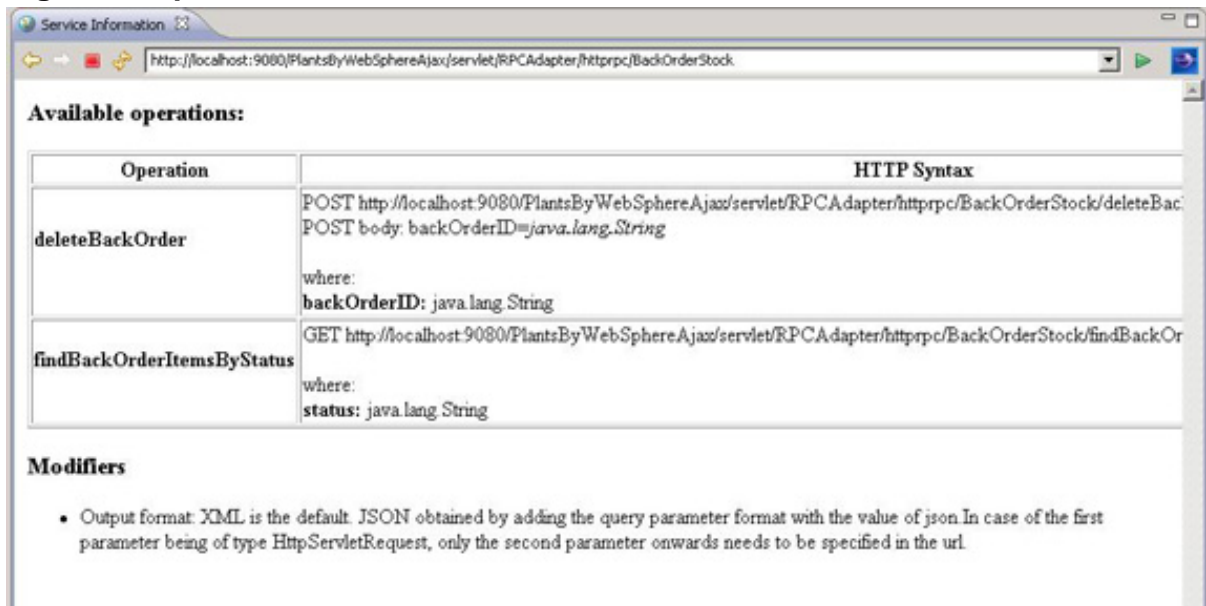 Service Information
http://localhost:9080/PlantsByWebSphereAjax/servlet/RPCAdapter/httprpc/BackOrderStock
Available operations:
Operation HTTP Syntax
deleteBackOrder
POST http://localhost:9080/PlantsByWebSphereAjax/servlet/RPCAdapter/httprpc/BackOrderStock/deleteBac
POST body: backOrderID=java.lang.String
where:
backOrderID: java.lang.String
findBackOrderItemsByStatus
GET http://localhost:9080/PlantsByWebSphereAjax/servlet/RPCAdapter/httprpc/BackOrderStock/findBackOr
where:
status: java.lang.String
Modifiers
• Output format: XML is the default. JSON obtained by adding the query parameter format with the value of json.In case of the first
parameter being of type HttpServletRequest, only the second parameter onwards needs to be specified in the url.